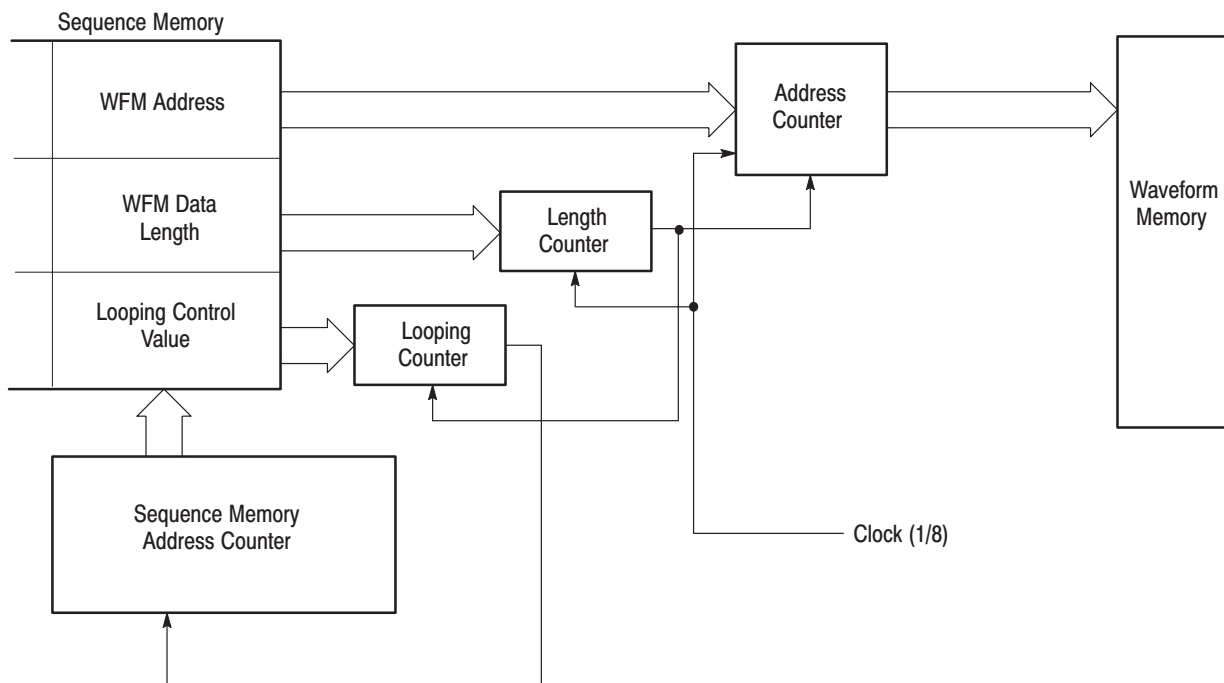 Sequence Memory
WFM Address
Address
Counter
WFM Data
Length
Length
Counter
Waveform
Memory
Looping Control
Value
Looping
Counter
Sequence Memory
Address Counter
Clock (1/8)